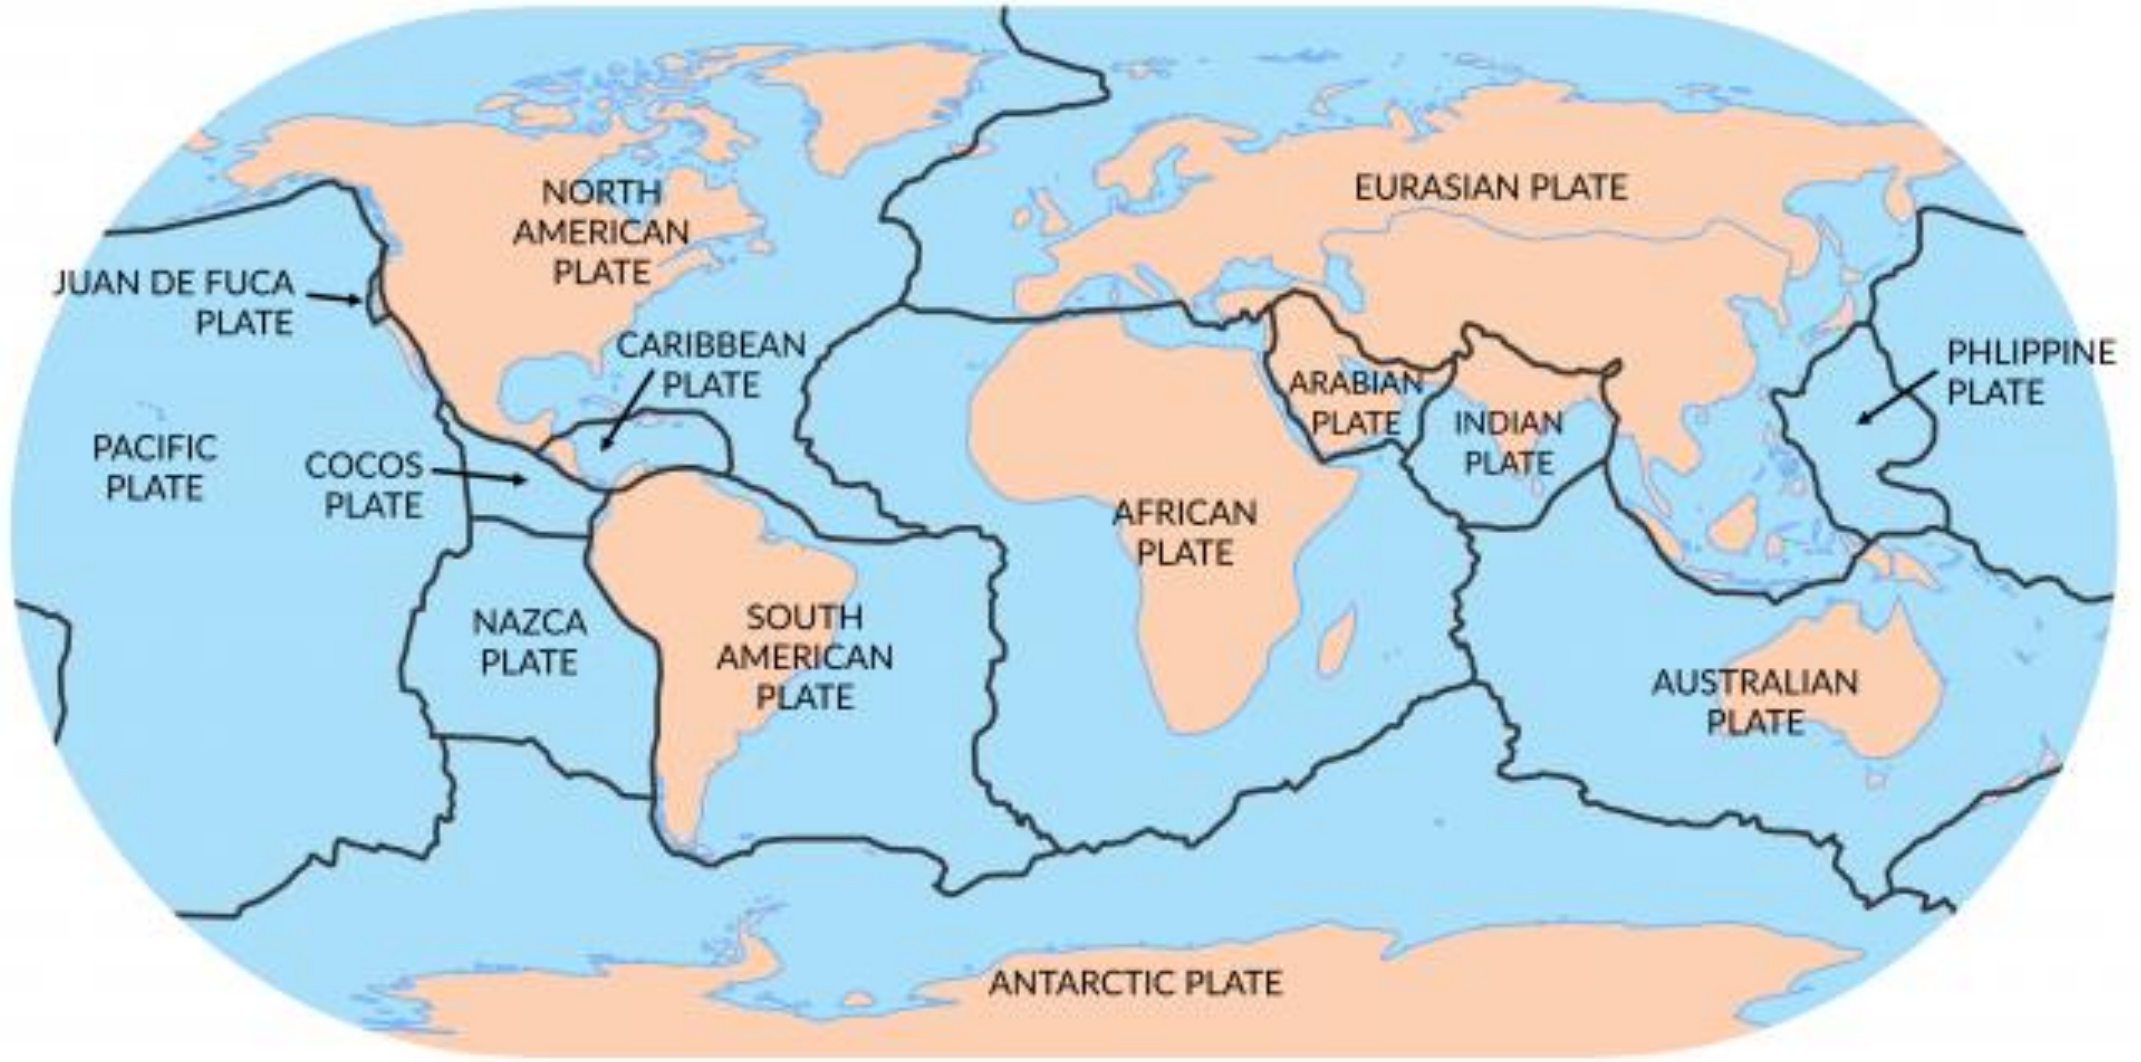 NORTH
AMERICAN
PLATE
EURASIAN PLATE
JUAN DE FUCA
PLATE
CARIBBEAN
PLATE
PHLIPPINE
PLATE
ARABIAN
PLATE
INDIAN
PLATE
PACIFIC
PLATE
COCOS
PLATE
AFRICAN
PLATE
NAZCA
PLATE
SOUTH
AMERICAN
PLATE
AUSTRALIAN
PLATE
ANTARCTIC PLATE